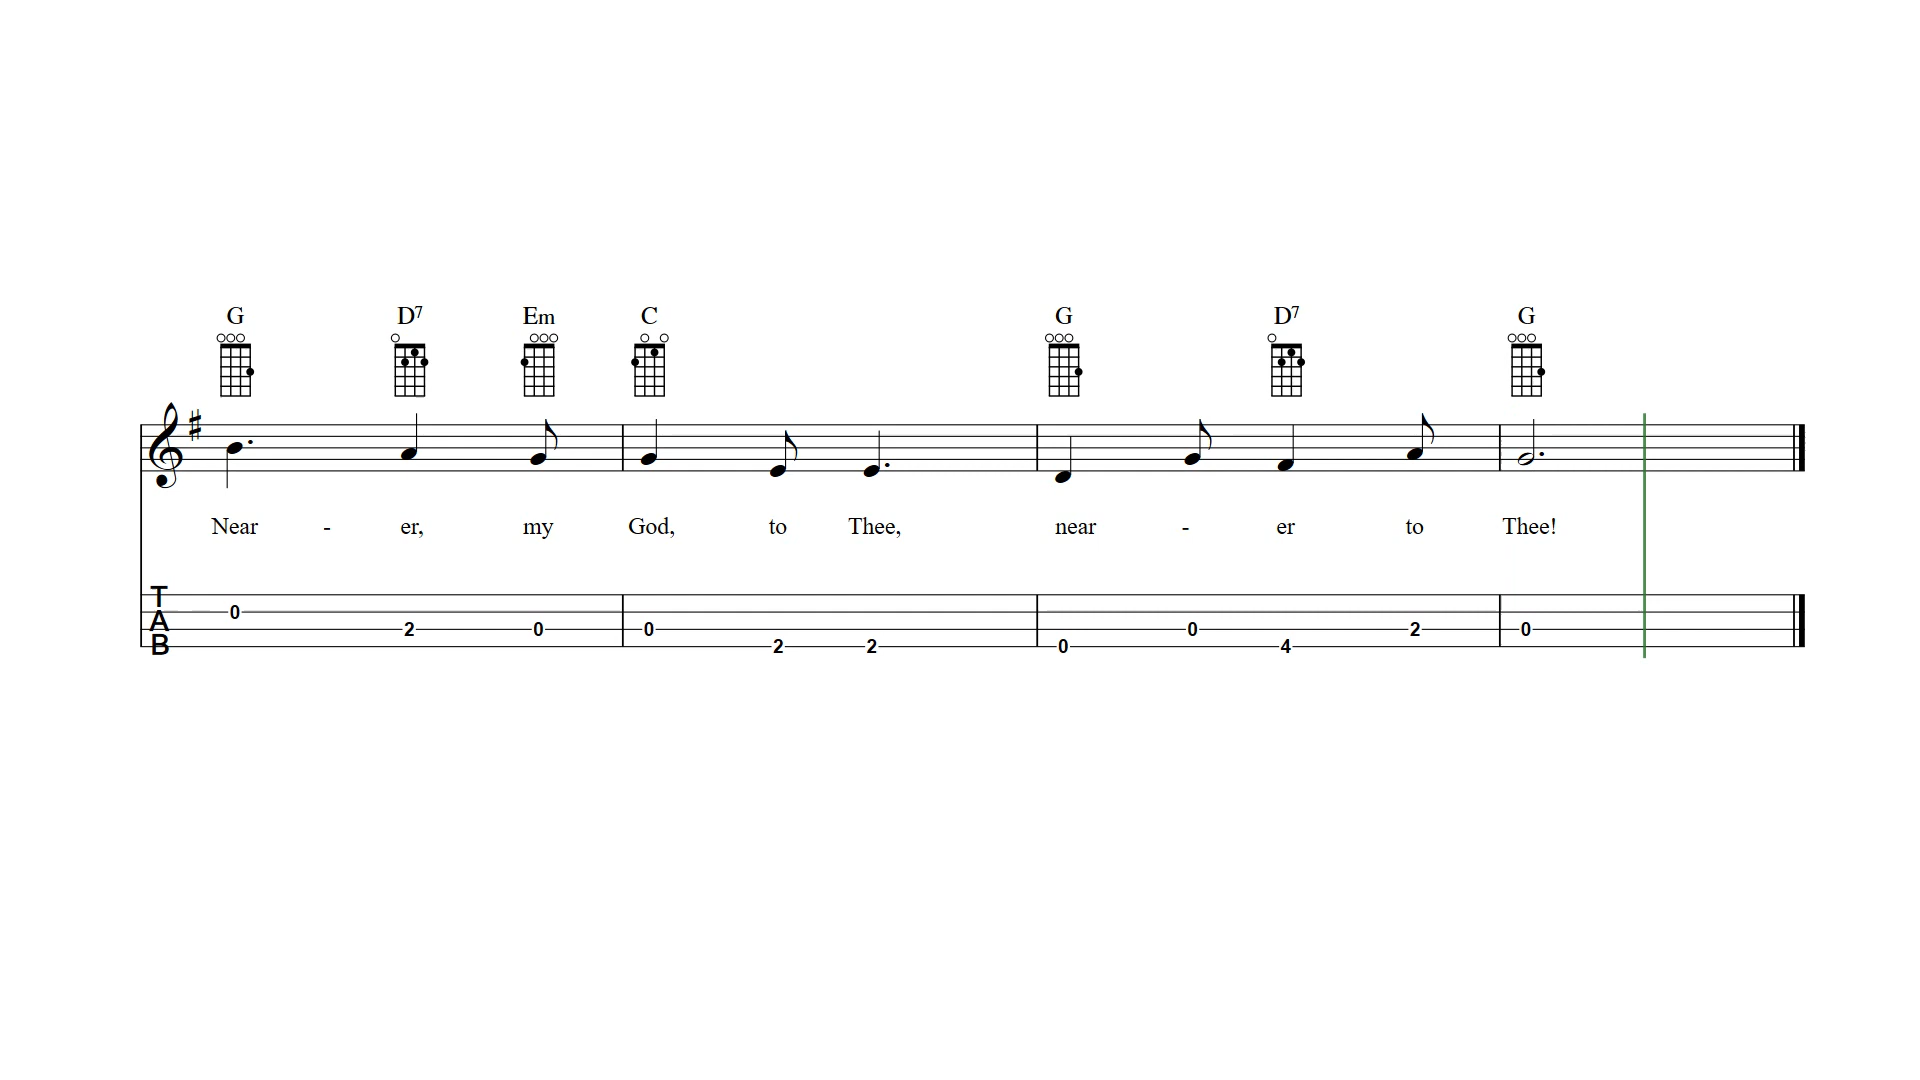 G D⁷ Em C G D⁷ G
Near - er, my God, to Thee, near - er to Thee!
T
A
B
0 2 0 0 2 2 0 0 4 2 0